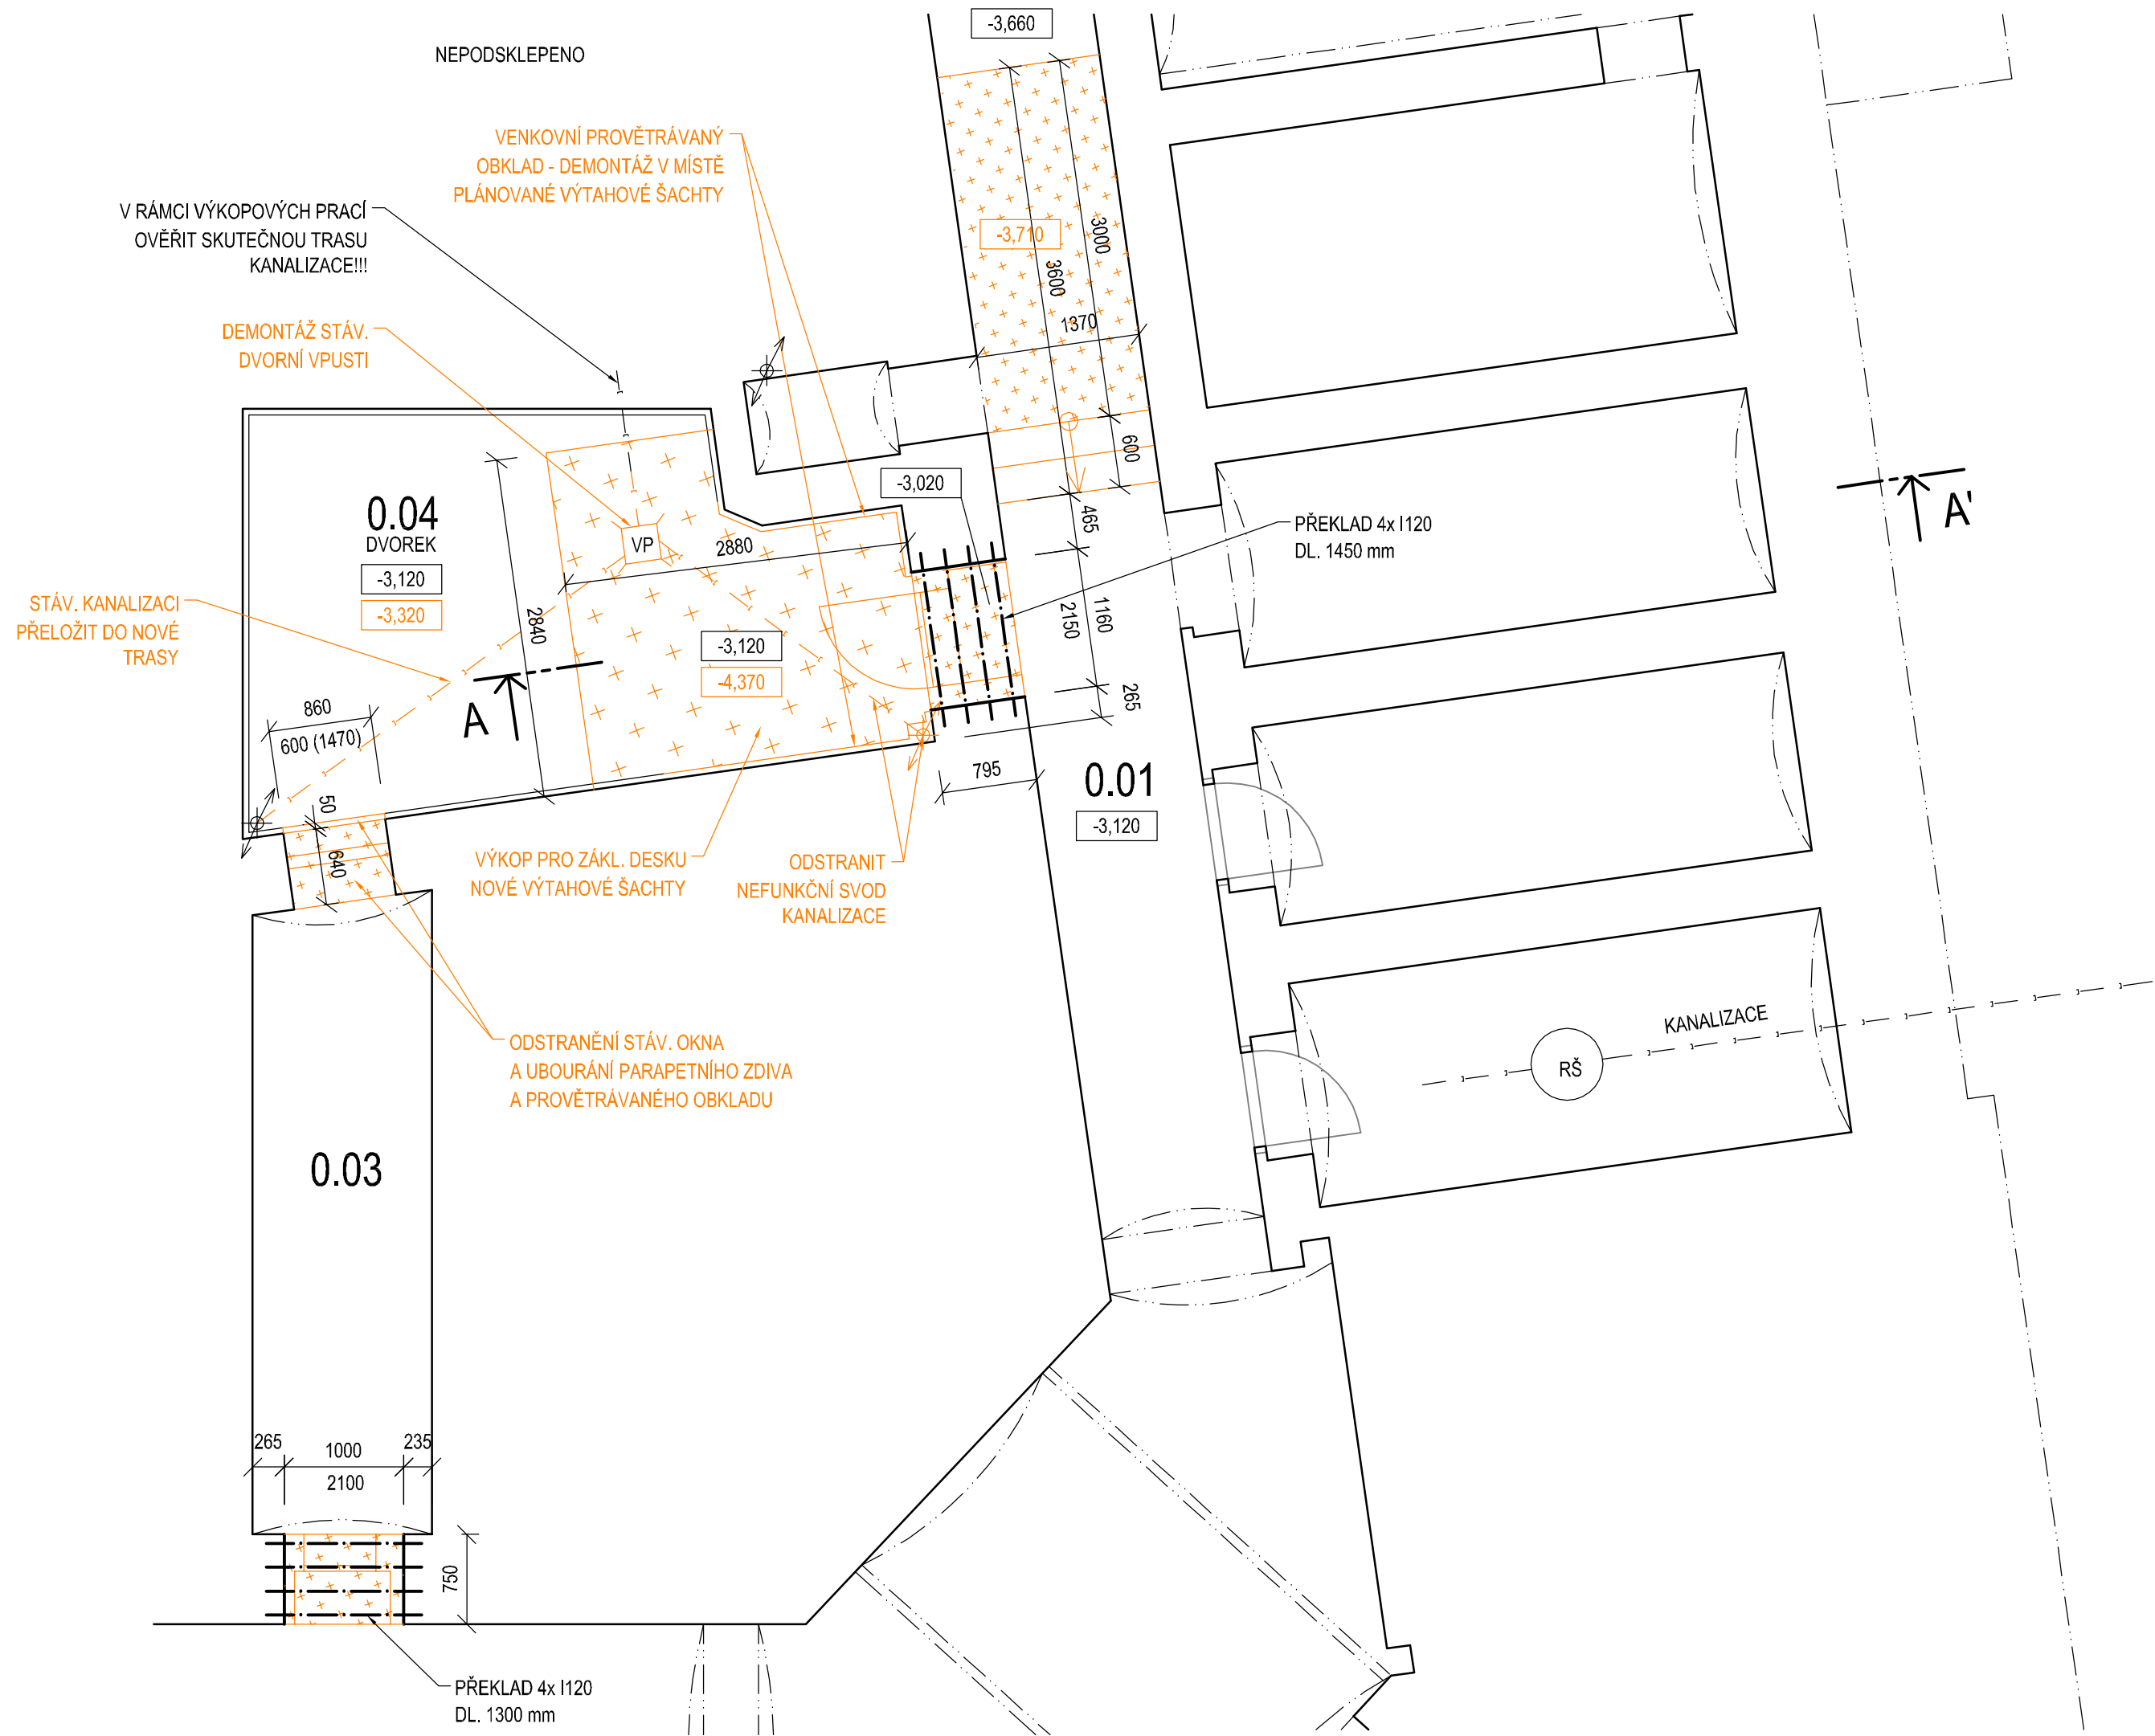 -3,660
NEPODSKLEPENO
VENKOVNÍ PROVĚTRÁVANÝ
OBKLAD - DEMONTÁŽ V MÍSTĚ
PLÁNOVANÉ VÝTAHOVÉ ŠACHTY
V RÁMCI VÝKOPOVÝCH PRACÍ
OVĚŘIT SKUTEČNOU TRASU
KANALIZACE!!!
-3,710
3000
3600
1370
DEMONTÁŽ STÁV.
DVORNÍ VPUSTI
600
-3,020
465
0.04
DVOREK
-3,120
-3,320
VP
2880
PŘEKLAD 4x I120
DL. 1450 mm
A'
STÁV. KANALIZACI
PŘELOŽIT DO NOVÉ
TRASY
2840
-3,120
-4,370
1160
2150
265
A
860
600 (1470)
50
640
795
0.01
-3,120
VÝKOP PRO ZÁKL. DESKU
NOVÉ VÝTAHOVÉ ŠACHTY
ODSTRANIT
NEFUNKČNÍ SVOD
KANALIZACE
ODSTRANĚNÍ STÁV. OKNA
A UBOURÁNÍ PARAPETNÍHO ZDIVA
A PROVĚTRÁVANÉHO OBKLADU
KANALIZACE
RŠ
0.03
265
1000
235
2100
750
PŘEKLAD 4x I120
DL. 1300 mm